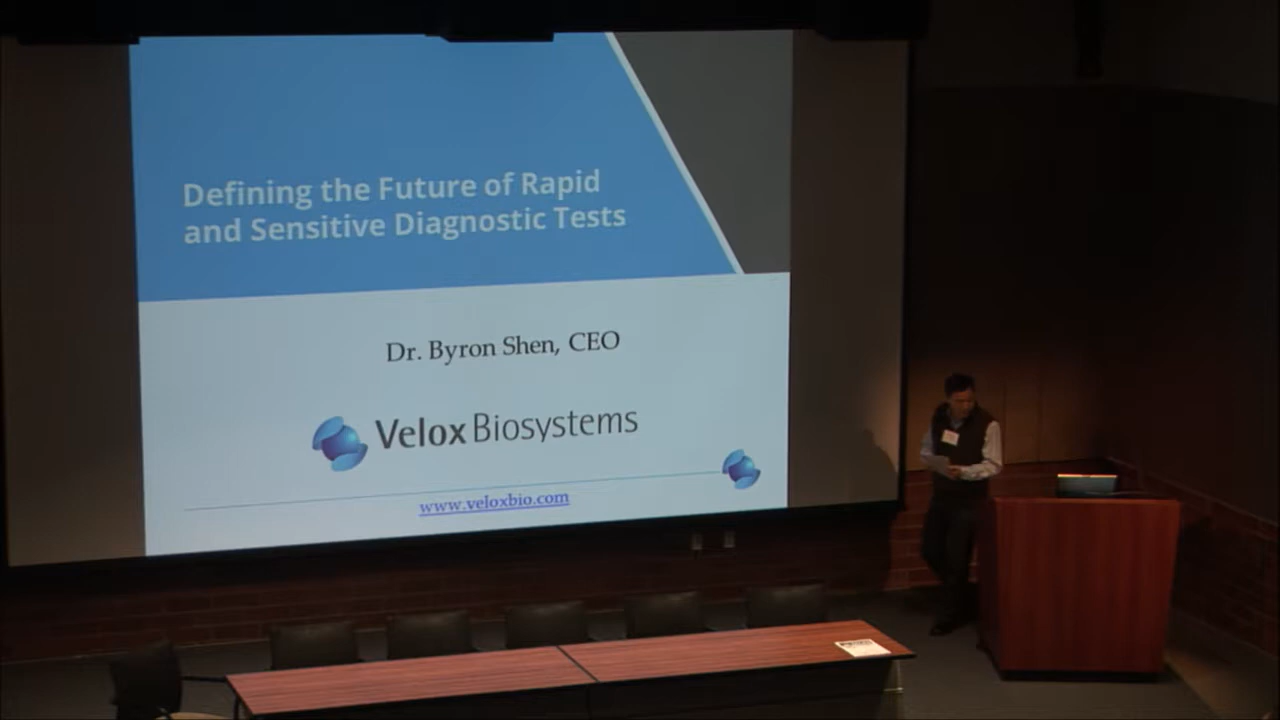 Defining the Future of Rapid
and Sensitive Diagnostic Tests
Dr. Byron Shen, CEO
Velox Biosystems
www.veloxbio.com